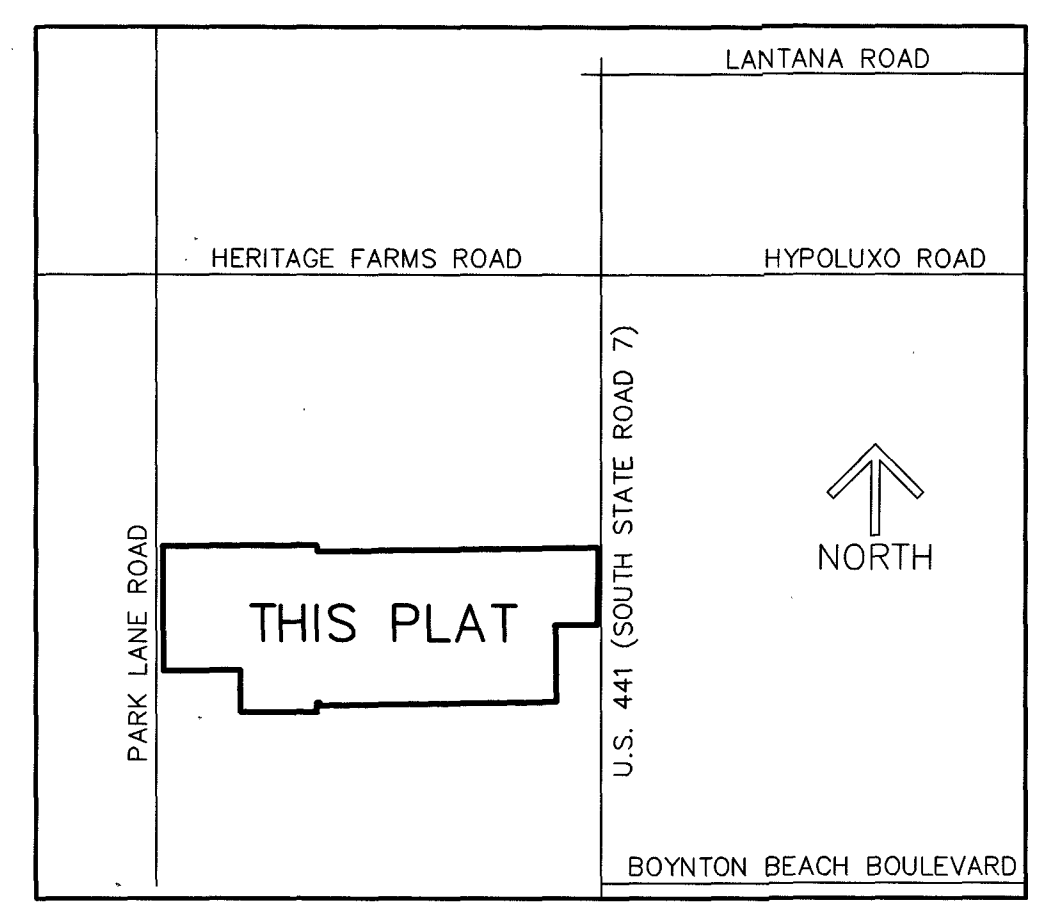 LANTANA ROAD
HERITAGE FARMS ROAD
HYPOLUXO ROAD
U.S. 441 (SOUTH STATE ROAD 7)
NORTH
PARK LANE ROAD
THIS PLAT
BOYNTON BEACH BOULEVARD